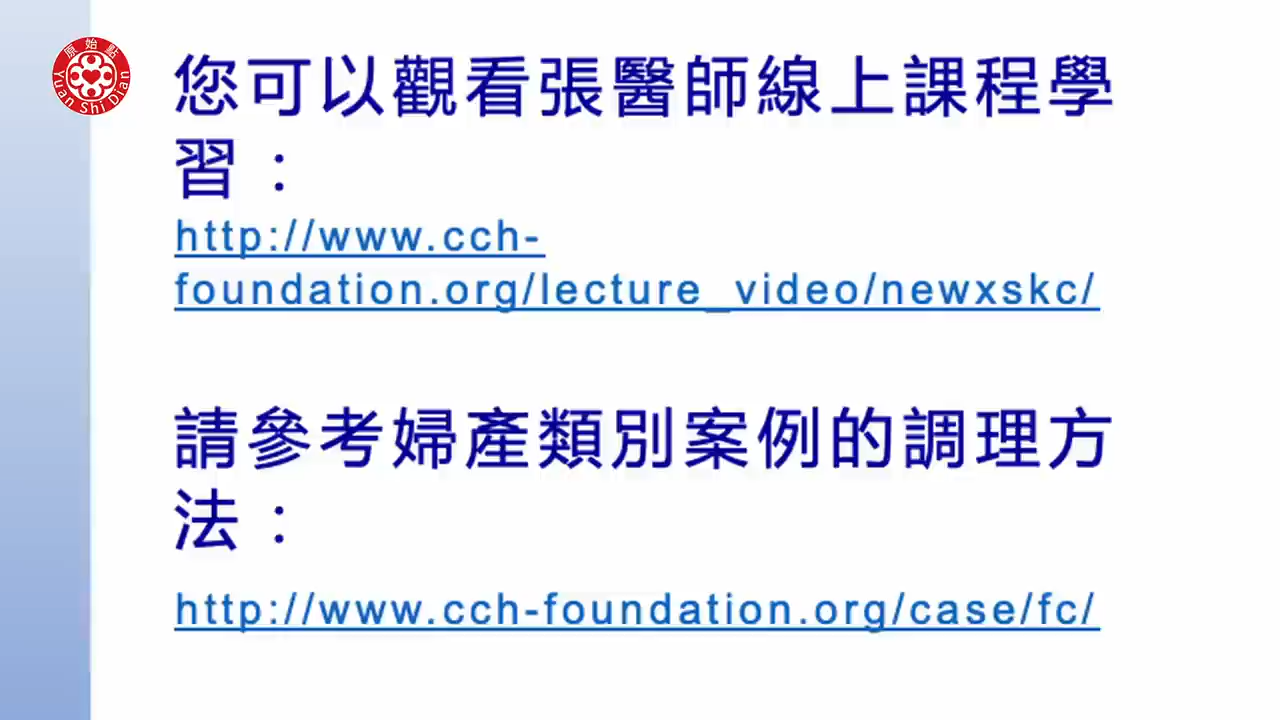 原始點
Yuan Shi Dian
您可以觀看張醫師線上課程學
習：
http://www.cch-
foundation.org/lecture_video/newxskc/
請參考婦產類別案例的調理方
法：
http://www.cch-foundation.org/case/fc/